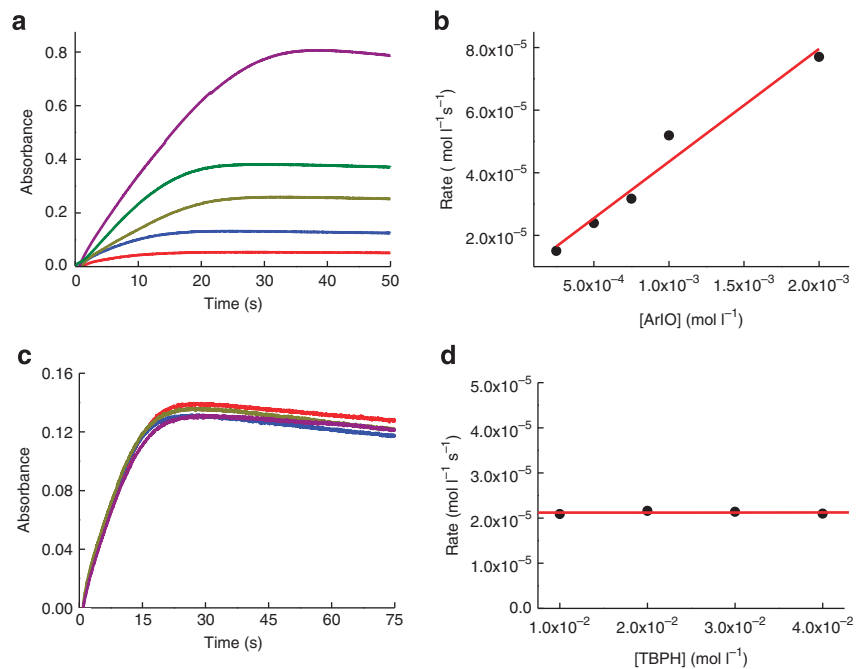 a
0.8
0.6
0.4
0.2
0.0
Absorbance
0 10 20 30 40 50
Time (s)
b
8.0x10⁻⁵
6.0x10⁻⁵
4.0x10⁻⁵
2.0x10⁻⁵
Rate ( mol l⁻¹s⁻¹)
5.0x10⁻⁴ 1.0x10⁻³ 1.5x10⁻³ 2.0x10⁻³
[ArIO] (mol l⁻¹)
c
0.16
0.12
0.08
0.04
0.00
Absorbance
0 15 30 45 60 75
Time (s)
d
5.0x10⁻⁵
4.0x10⁻⁵
3.0x10⁻⁵
2.0x10⁻⁵
1.0x10⁻⁵
0.0
Rate (mol l⁻¹ s⁻¹)
1.0x10⁻² 2.0x10⁻² 3.0x10⁻² 4.0x10⁻²
[TBPH] (mol l⁻¹)